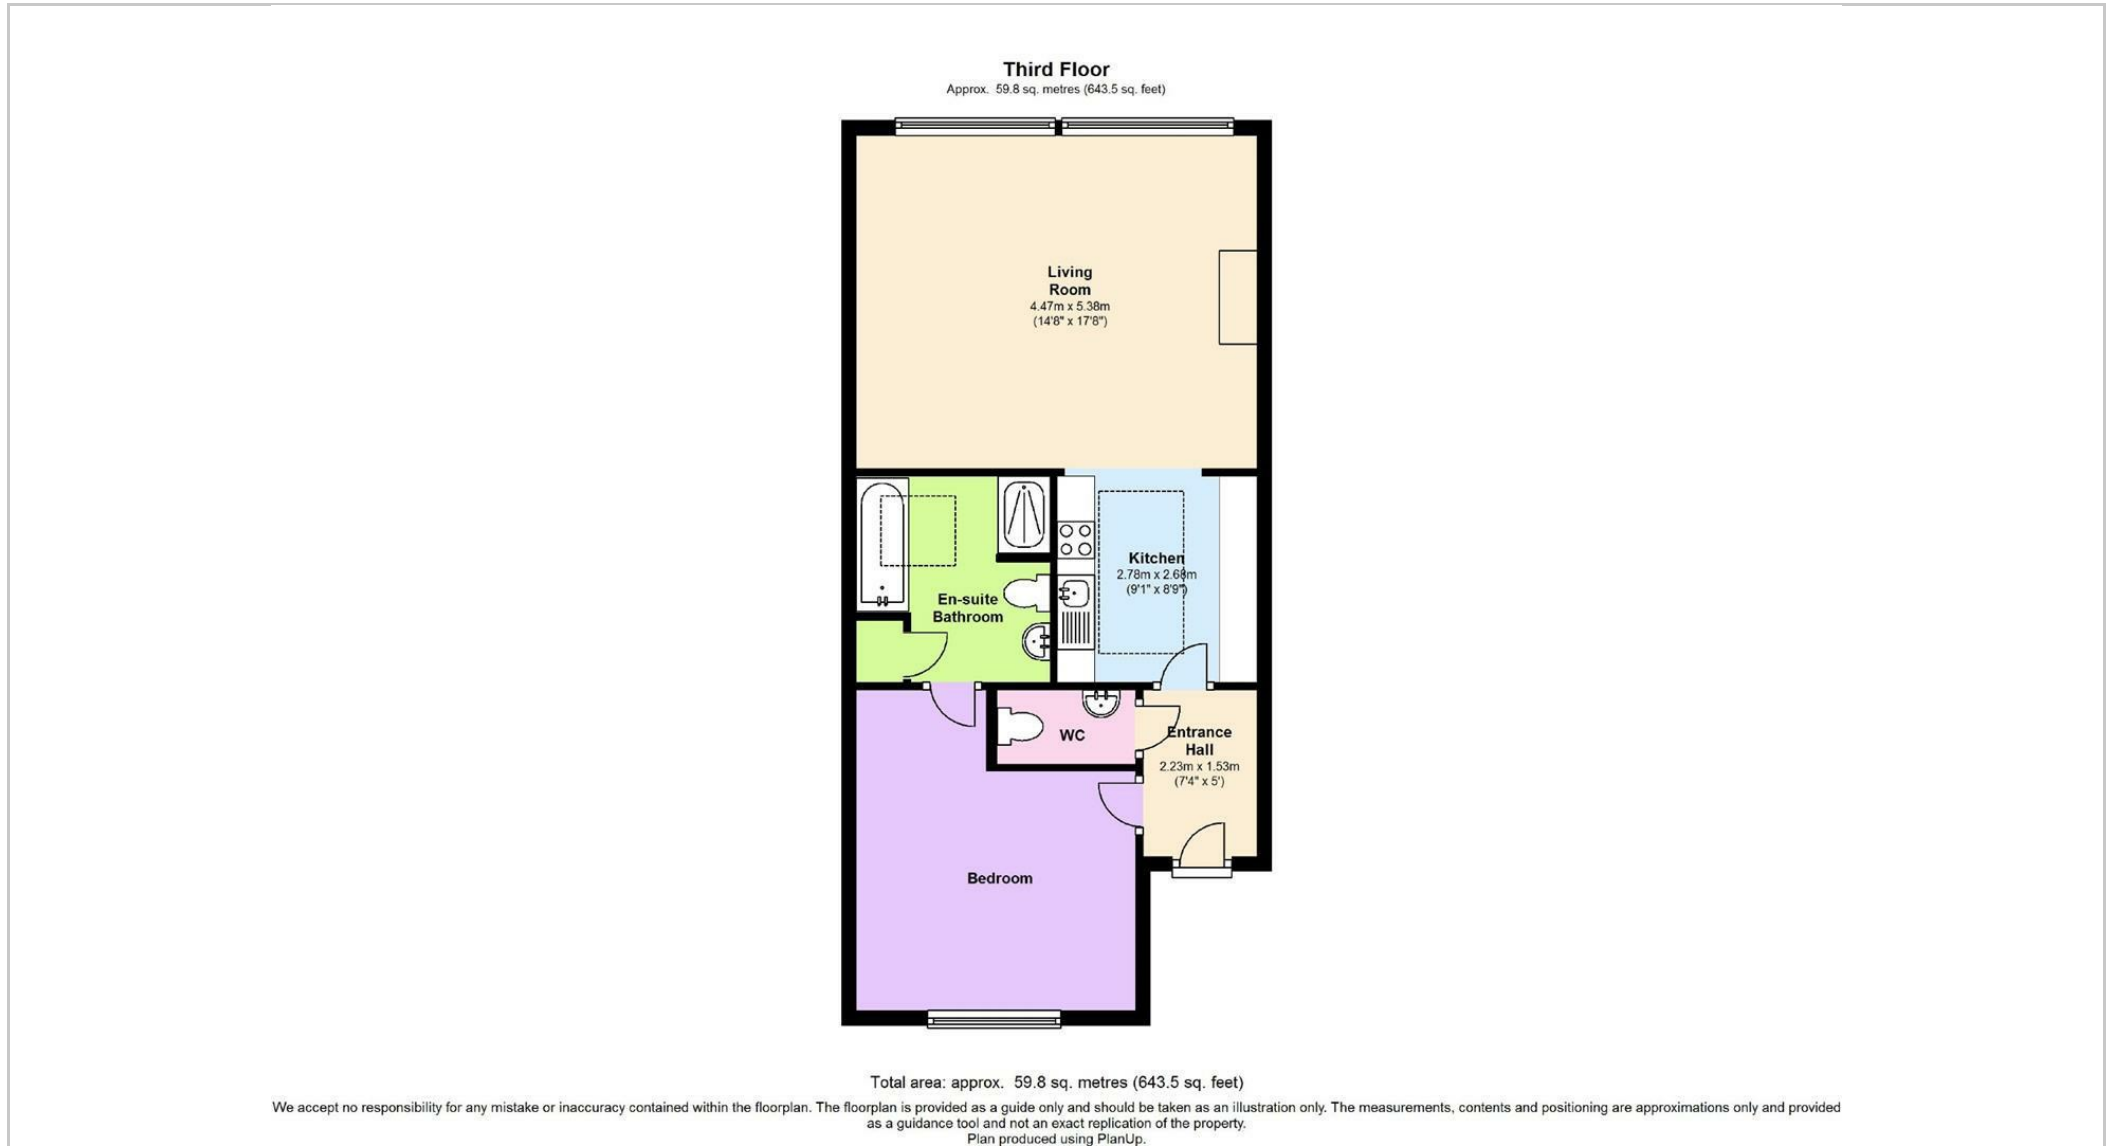 Third Floor
Approx. 59.8 sq. metres (643.5 sq. feet)
Living
Room
4.47m x 5.38m
(14'8" x 17'8")
Kitchen
2.78m x 2.68m
(9'1" x 8'9")
En-suite
Bathroom
WC
Entrance
Hall
2.23m x 1.53m
(7'4" x 5')
Bedroom
Total area: approx. 59.8 sq. metres (643.5 sq. feet)
We accept no responsibility for any mistake or inaccuracy contained within the floorplan. The floorplan is provided as a guide only and should be taken as an illustration only. The measurements, contents and positioning are approximations only and provided
as a guidance tool and not an exact replication of the property.
Plan produced using PlanUp.